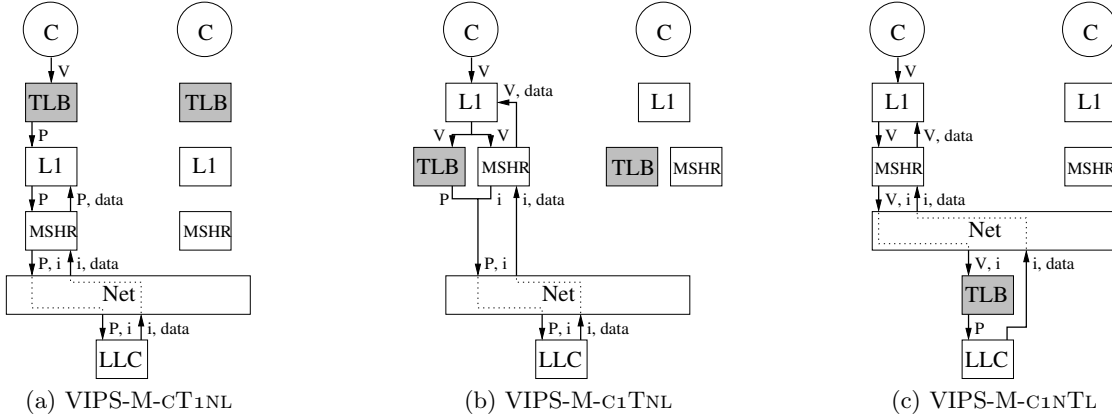 C
C
C
C
C
C
V
V
V
TLB
TLB
L1
V, data
L1
L1
L1
P
V
V
V
V, data
L1
L1
TLB
MSHR
TLB
MSHR
MSHR
MSHR
P
P, data
P
i
V, i
i, data
i, data
MSHR
MSHR
Net
P, i
i, data
P, i
V, i
i, data
Net
Net
TLB
P, i
i, data
P, i
i, data
P
LLC
LLC
LLC
(a) VIPS-M-CT1NL
(b) VIPS-M-C1TNL
(c) VIPS-M-C1NTL